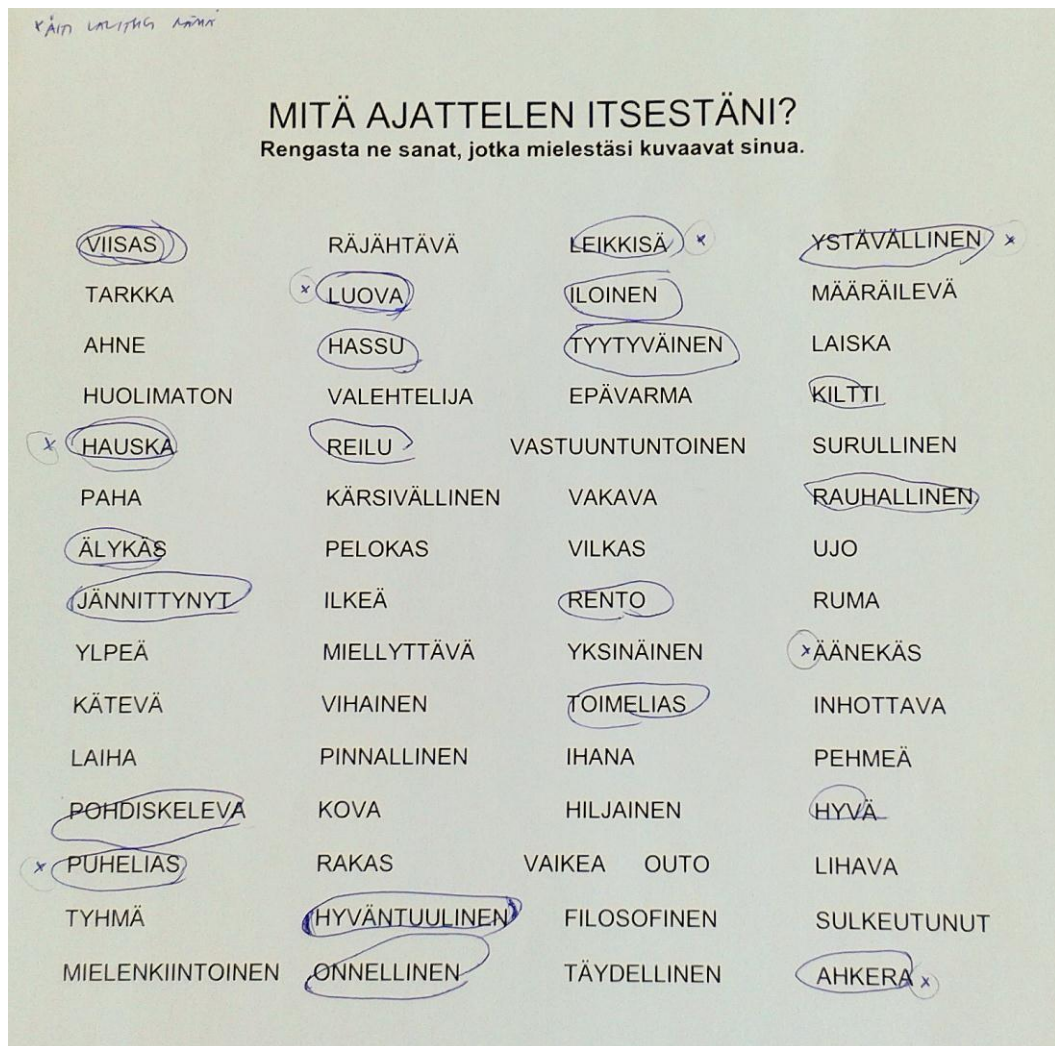 x ÄITI
MITÄ AJATTELEN ITSESTÄNI?
Rengasta ne sanat, jotka mielestäsi kuvaavat sinua.
VIISAS RÄJÄHTÄVÄ LEIKKISÄ x YSTÄVÄLLINEN x
TARKKA x LUOVA ILOINEN MÄÄRÄILEVÄ
AHNE HASSU TYYTYVÄINEN LAISKA
HUOLIMATON VALEHTELIJA EPÄVARMA KILTTI
x HAUSKA REILU VASTUUNTUNTOINEN SURULLINEN
PAHA KÄRSIVÄLLINEN VAKAVA RAUHALLINEN
ÄLYKÄS PELOKAS VILKAS UJO
JÄNNITTYNYT ILKEÄ RENTO RUMA
YLPEÄ MIELLYTTÄVÄ YKSINÄINEN x ÄÄNEKÄS
KÄTEVÄ VIHAINEN TOIMELIAS INHOTTAVA
LAIHA PINNALLINEN IHANA PEHMEÄ
POHDISKELEVA KOVA HILJAINEN HYVÄ
x PUHELIAS RAKAS VAIKEA OUTO LIHAVA
TYHMÄ HYVÄNTUULINEN FILOSOFINEN SULKEUTUNUT
MIELENKIINTOINEN ONNELLINEN TÄYDELLINEN AHKERA x